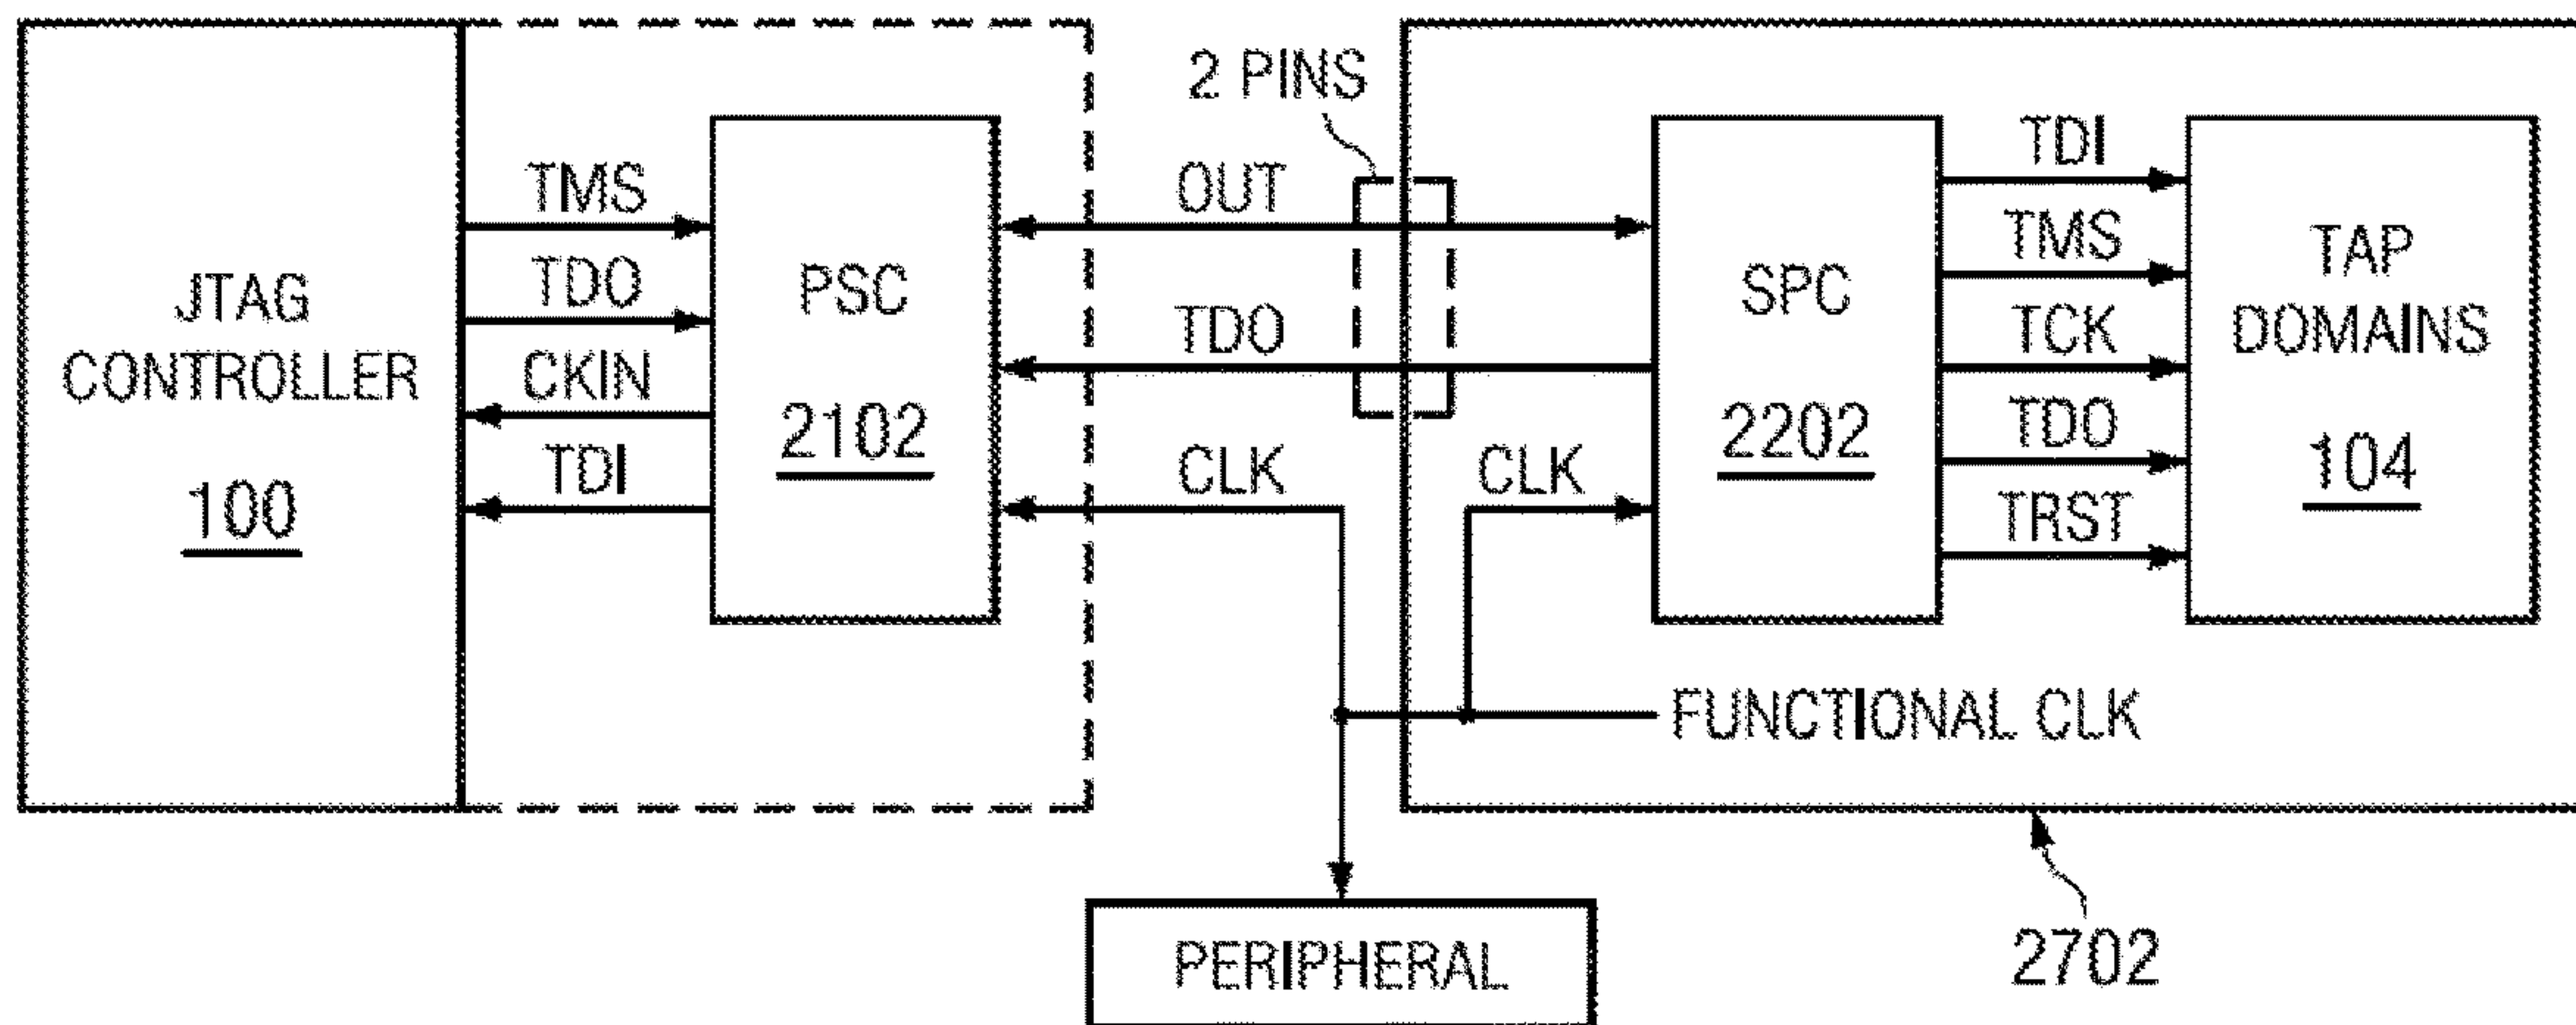 2 PINS
JTAG
CONTROLLER
100
TMS
TDO
CKIN
TDI
PSC
2102
OUT
TDO
CLK
CLK
SPC
2202
TDI
TMS
TCK
TDO
TRST
TAP
DOMAINS
104
FUNCTIONAL CLK
PERIPHERAL
2702